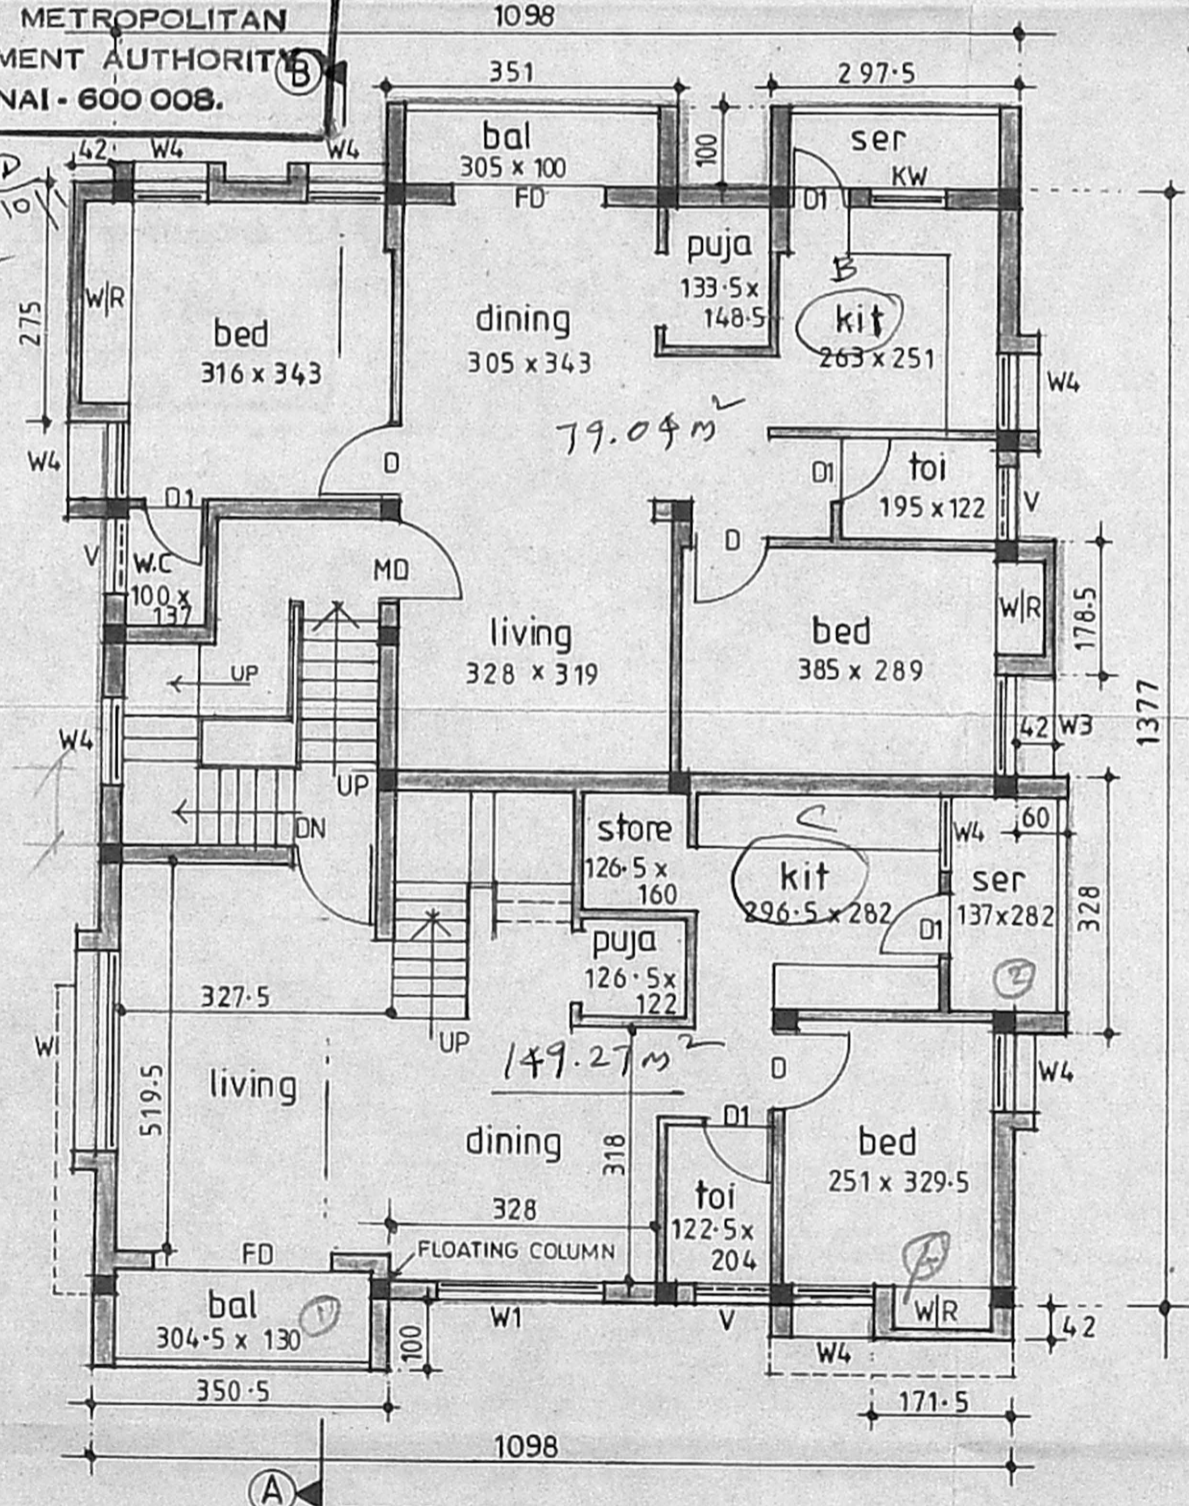 METROPOLITAN
MENT AUTHORITY
NAI - 600 008.
B
1098
351
297.5
42
W4
W4
bal
305 x 100
FD
100
ser
KW
D1
10
275
W/R
bed
316 x 343
dining
305 x 343
puja
133.5 x
148.5
B
kit
263 x 251
W4
79.04 m²
W4
D
D1
toi
195 x 122
V
D1
V
W.C
100 x
137
MD
D
living
328 x 319
bed
385 x 289
W/R
178.5
1377
UP
W4
42
W3
UP
DN
store
126.5 x
160
C
kit
296.5 x 282
W4
60
ser
137 x 282
328
D1
2
puja
126.5 x
122
327.5
UP
149.27 m²
W1
519.5
living
dining
318
D
W4
D1
bed
251 x 329.5
toi
122.5 x
204
328
FLOATING COLUMN
FD
bal
304.5 x 130
1
100
W1
V
W/R
W4
42
350.5
171.5
1098
A